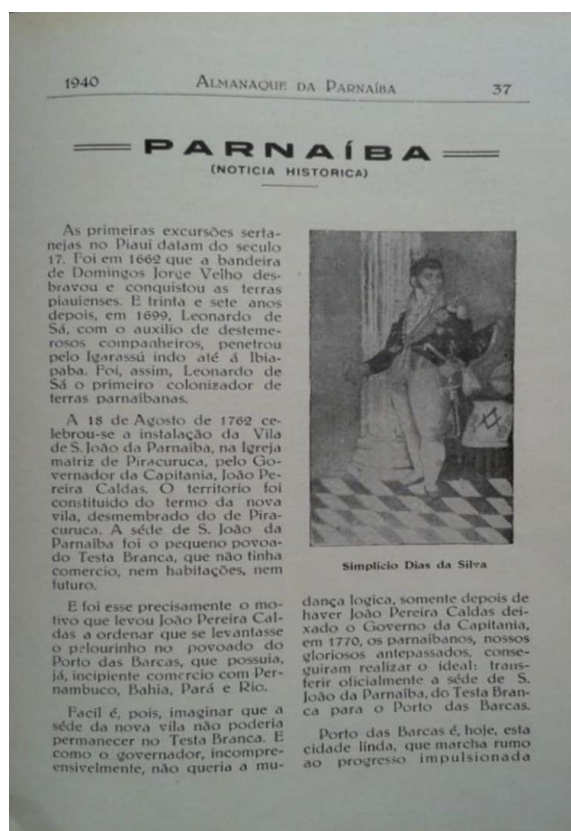 1940
ALMANAQUE DA PARNAÍBA
37
PARNAÍBA
(NOTICIA HISTORICA)
As primeiras excursões serta-
nejas no Piaui datam do seculo
17. Foi em 1662 que a bandeira
de Domingos Jorge Velho des-
bravou e conquistou as terras
piauienses. E trinta e sete anos
depois, em 1699, Leonardo de
Sá, com o auxilio de desteme-
rosos companheiros, penetrou
pelo Igarassú indo até á Ibia-
paba. Foi, assim, Leonardo de
Sá o primeiro colonizador de
terras parnaibanas.
A 18 de Agosto de 1762 ce-
lebrou-se a instalação da Vila
de S. João da Parnaiba, na Igreja
matriz de Piracuruca, pelo Go-
vernador da Capitania, João Pe-
reira Caldas. O territorio foi
constituido do termo da nova
vila, desmembrado do de Pira-
curuca. A séde de S. João da
Parnaiba foi o pequeno povoa-
do Testa Branca, que não tinha
comercio, nem habitações, nem
futuro.
E foi esse precisamente o mo-
tivo que levou João Pereira Cal-
das a ordenar que se levantasse
o pelourinho no povoado do
Porto das Barcas, que possuia,
já, incipiente comercio com Per-
nambuco, Bahia, Pará e Rio.
Facil é, pois, imaginar que a
séde da nova vila não poderia
permanecer no Testa Branca. E
como o governador, incompre-
ensivelmente, não queria a mu-
Simplicio Dias da Silva
dança logica, somente depois de
haver João Pereira Caldas dei-
xado o Governo da Capitania,
em 1770, os parnaibanos, nossos
gloriosos antepassados, conse-
guiram realizar o ideal: trans-
ferir oficialmente a séde de S.
João da Parnaiba, do Testa Bran-
ca para o Porto das Barcas.
Porto das Barcas é, hoje, esta
cidade linda, que marcha rumo
ao progresso impulsionada